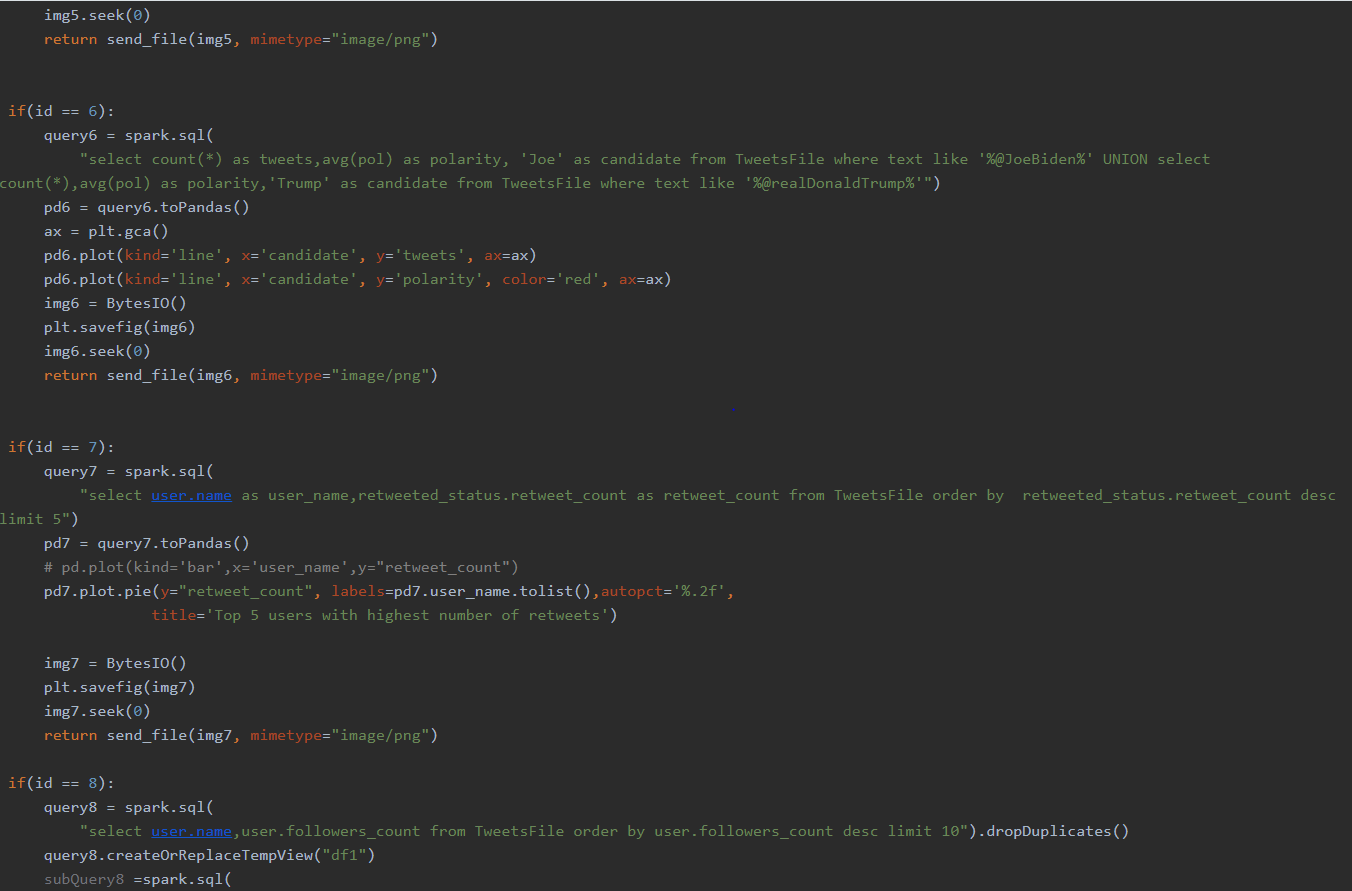 img5.seek(0)
return send_file(img5, mimetype="image/png")
if(id == 6):
query6 = spark.sql(
"select count(*) as tweets,avg(pol) as polarity, 'Joe' as candidate from TweetsFile where text like '%@JoeBiden%' UNION select
count(*),avg(pol) as polarity,'Trump' as candidate from TweetsFile where text like '%@realDonaldTrump%'")
pd6 = query6.toPandas()
ax = plt.gca()
pd6.plot(kind='line', x='candidate', y='tweets', ax=ax)
pd6.plot(kind='line', x='candidate', y='polarity', color='red', ax=ax)
img6 = BytesIO()
plt.savefig(img6)
img6.seek(0)
return send_file(img6, mimetype="image/png")
if(id == 7):
query7 = spark.sql(
"select user.name as user_name,retweeted_status.retweet_count as retweet_count from TweetsFile order by  retweeted_status.retweet_count desc
limit 5")
pd7 = query7.toPandas()
# pd.plot(kind='bar',x='user_name',y="retweet_count")
pd7.plot.pie(y="retweet_count", labels=pd7.user_name.tolist(),autopct='%.2f',
title='Top 5 users with highest number of retweets')
img7 = BytesIO()
plt.savefig(img7)
img7.seek(0)
return send_file(img7, mimetype="image/png")
if(id == 8):
query8 = spark.sql(
"select user.name,user.followers_count from TweetsFile order by user.followers_count desc limit 10").dropDuplicates()
query8.createOrReplaceTempView("df1")
subQuery8 =spark.sql(